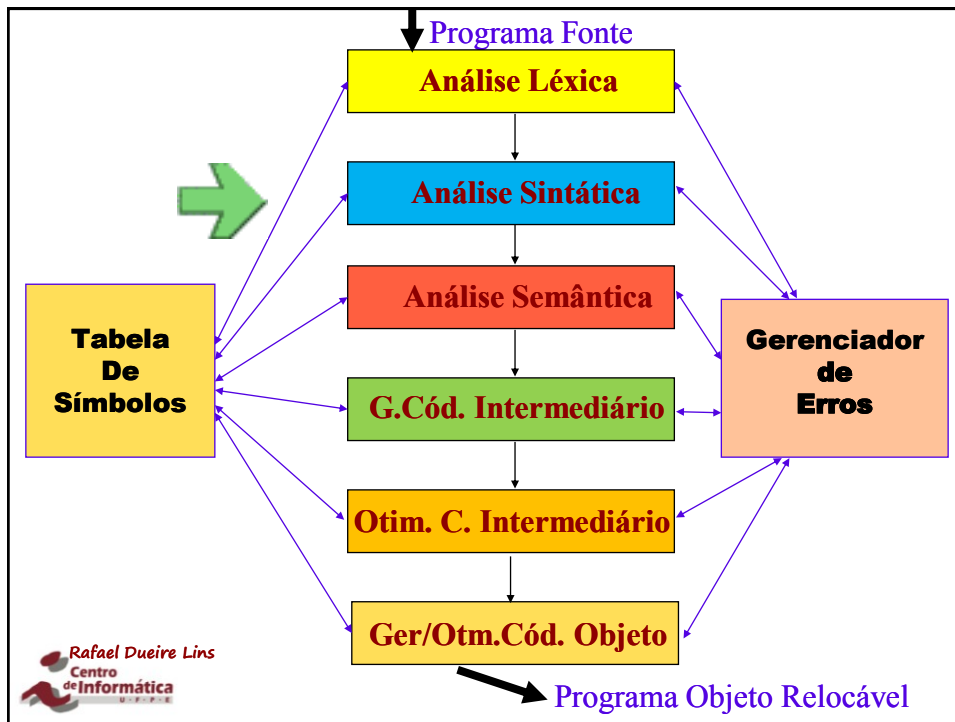 Programa Fonte
Análise Léxica
Análise Sintática
Análise Semântica
Tabela
De
Símbolos
Gerenciador
de
Erros
G.Cód. Intermediário
Otim. C. Intermediário
Ger/Otm.Cód. Objeto
Rafael Dueire Lins
Centro
de Informática
U · F · P · E
Programa Objeto Relocável